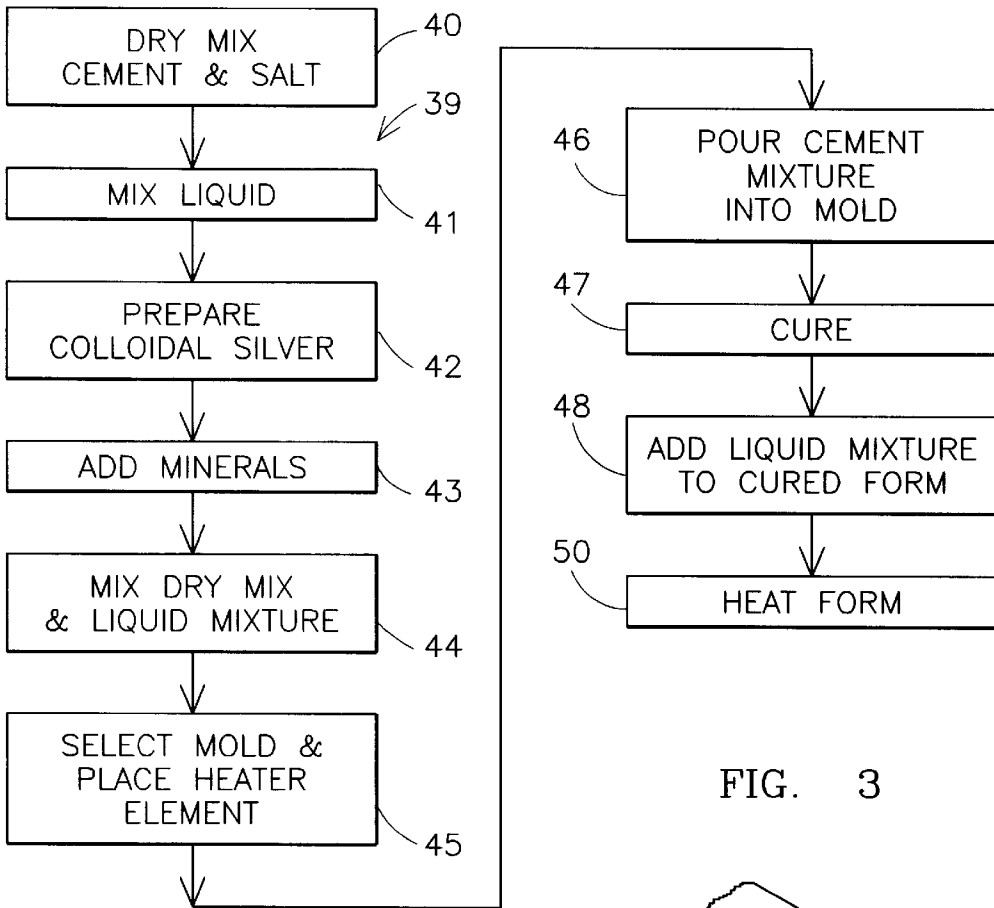 DRY MIX
CEMENT & SALT
40
39
MIX LIQUID
41
PREPARE
COLLOIDAL SILVER
42
ADD MINERALS
43
MIX DRY MIX
& LIQUID MIXTURE
44
SELECT MOLD &
PLACE HEATER
ELEMENT
45
46
POUR CEMENT
MIXTURE
INTO MOLD
47
CURE
48
ADD LIQUID MIXTURE
TO CURED FORM
50
HEAT FORM
FIG. 3